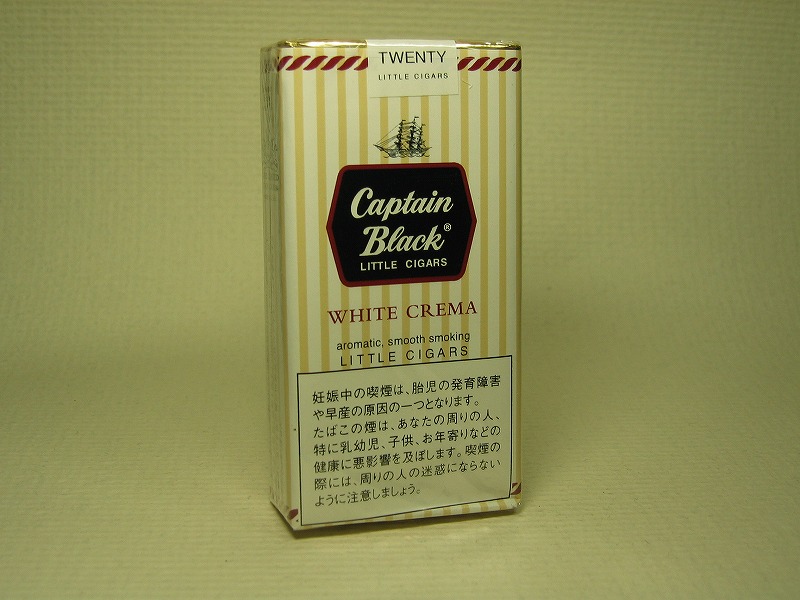 TWENTY
LITTLE CIGARS
Captain
Black®
LITTLE CIGARS
WHITE CREMA
aromatic, smooth smoking
LITTLE CIGARS
妊娠中の喫煙は、胎児の発育障害
や早産の原因の一つとなります。
たばこの煙は、あなたの周りの人、
特に乳幼児、子供、お年寄りなどの
健康に悪影響を及ぼします。喫煙の
際には、周りの人の迷惑にならない
ように注意しましょう。